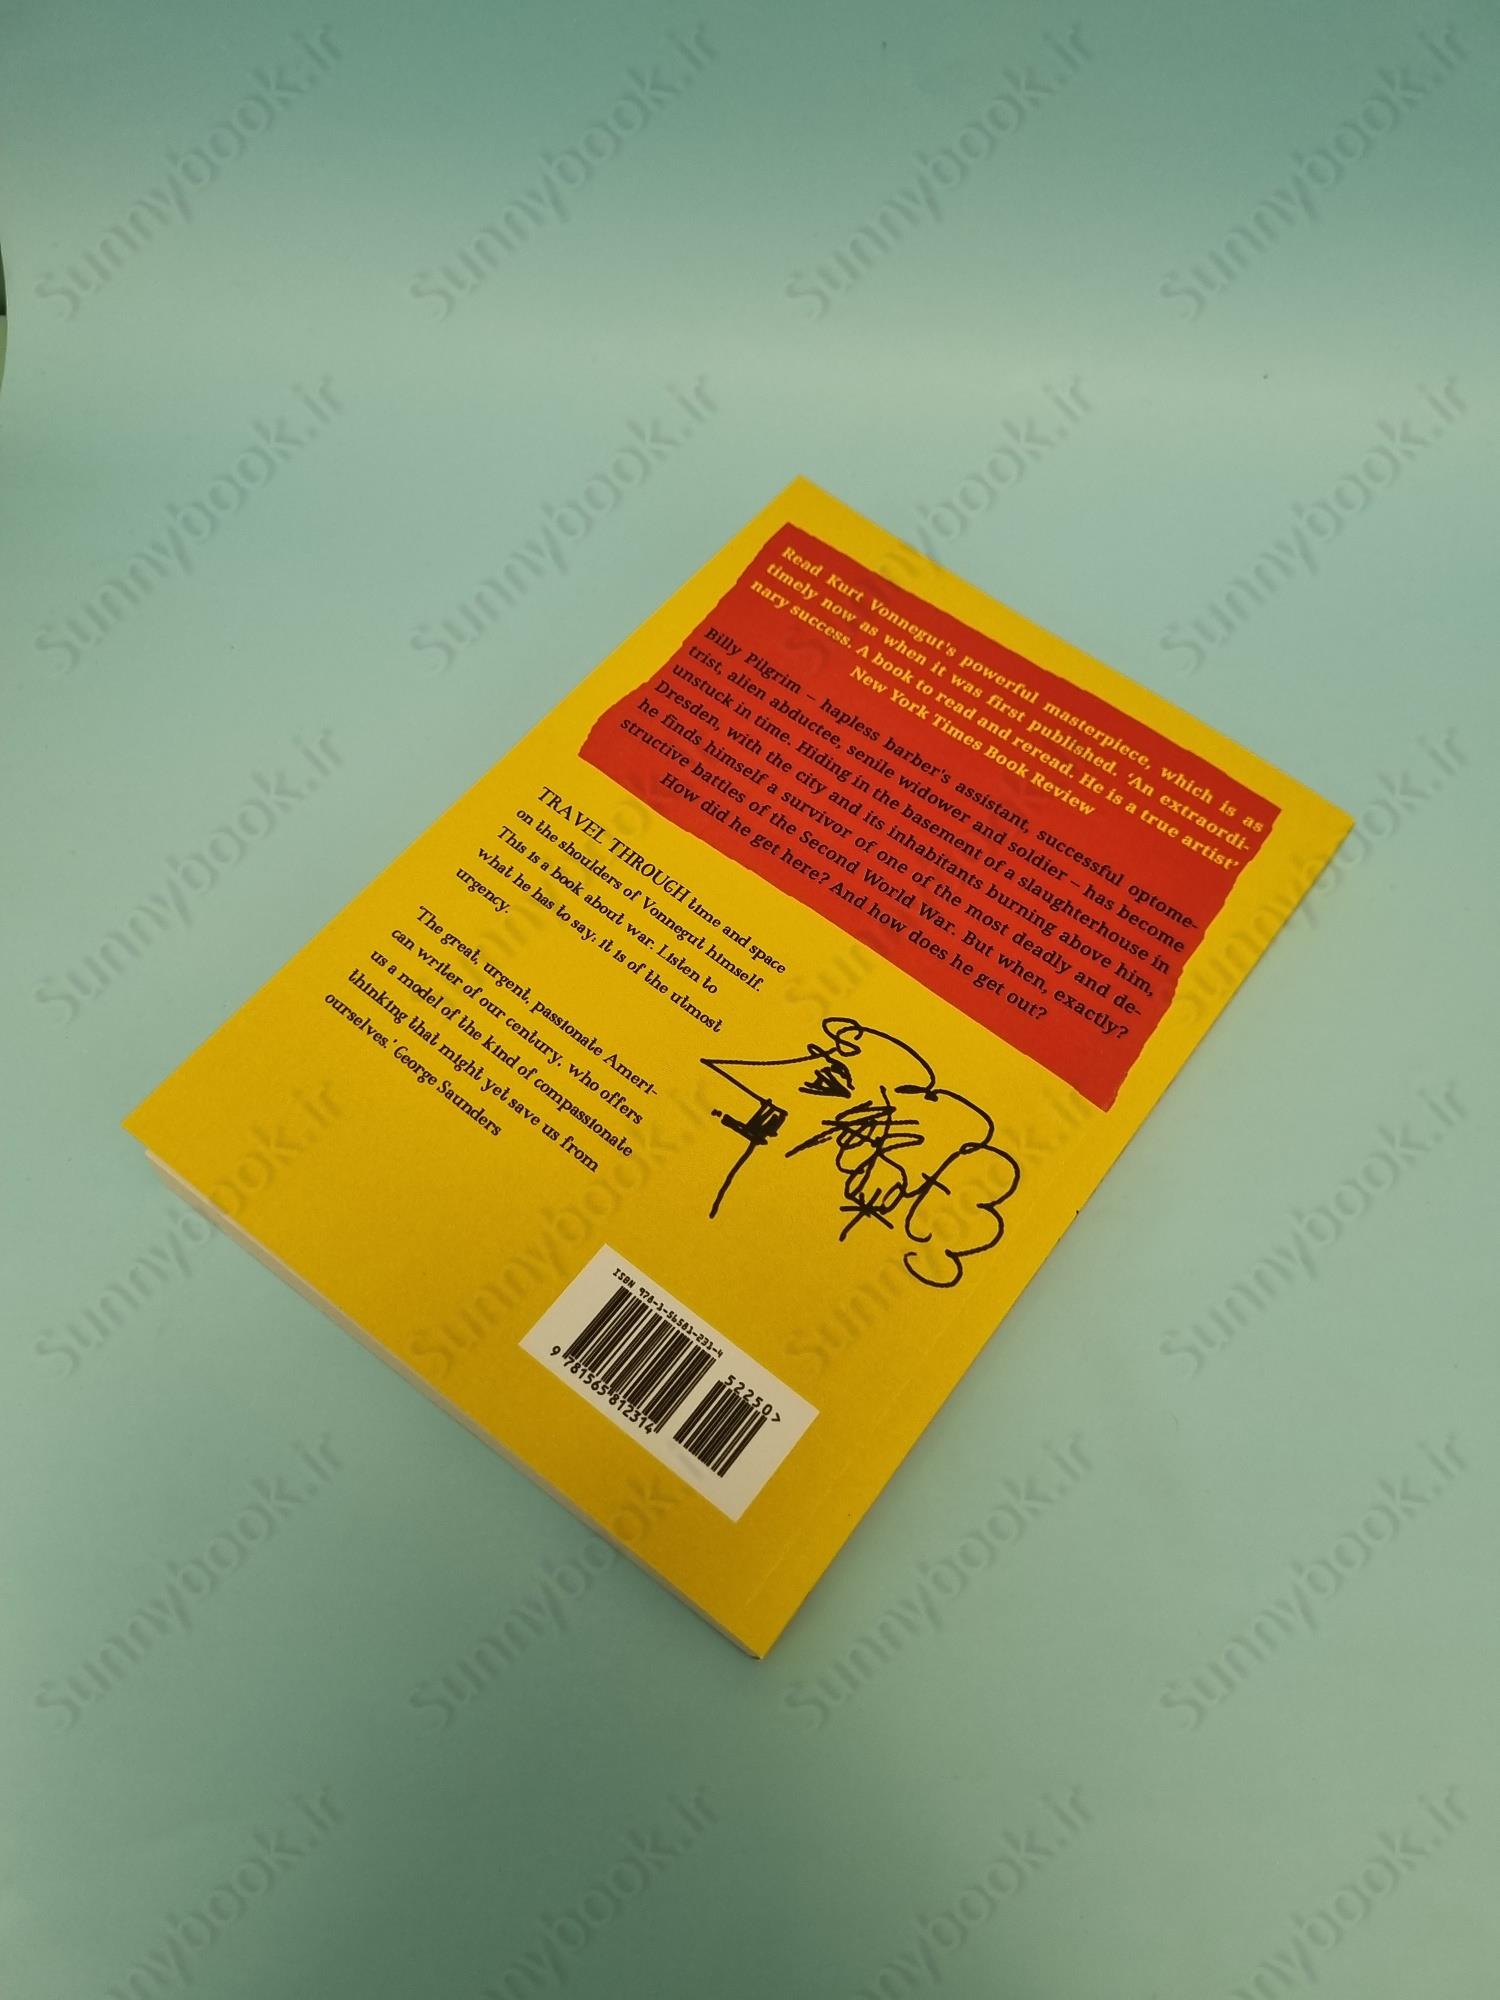 Read Kurt Vonnegut's powerful masterpiece, which is as
timely now as when it was first published. 'An extraordi-
nary success. A book to read and reread. He is a true artist'
New York Times Book Review
Billy Pilgrim – hapless barber's assistant, successful optome-
trist, alien abductee, senile widower and soldier – has become
unstuck in time. Hiding in the basement of a slaughterhouse in
Dresden, with the city and its inhabitants burning above him,
he finds himself a survivor of one of the most deadly and de-
structive battles of the Second World War. But when, exactly?
How did he get here? And how does he get out?
TRAVEL THROUGH time and space
on the shoulders of Vonnegut himself.
This is a book about war. Listen to
what he has to say: it is of the utmost
urgency.
'The great, urgent, passionate Ameri-
can writer of our century, who offers
us a model of the kind of compassionate
thinking that might yet save us from
ourselves.' George Saunders
ISBN 978-1-56581-231-4
52250>
9 781565 812314
sunnybook.ir